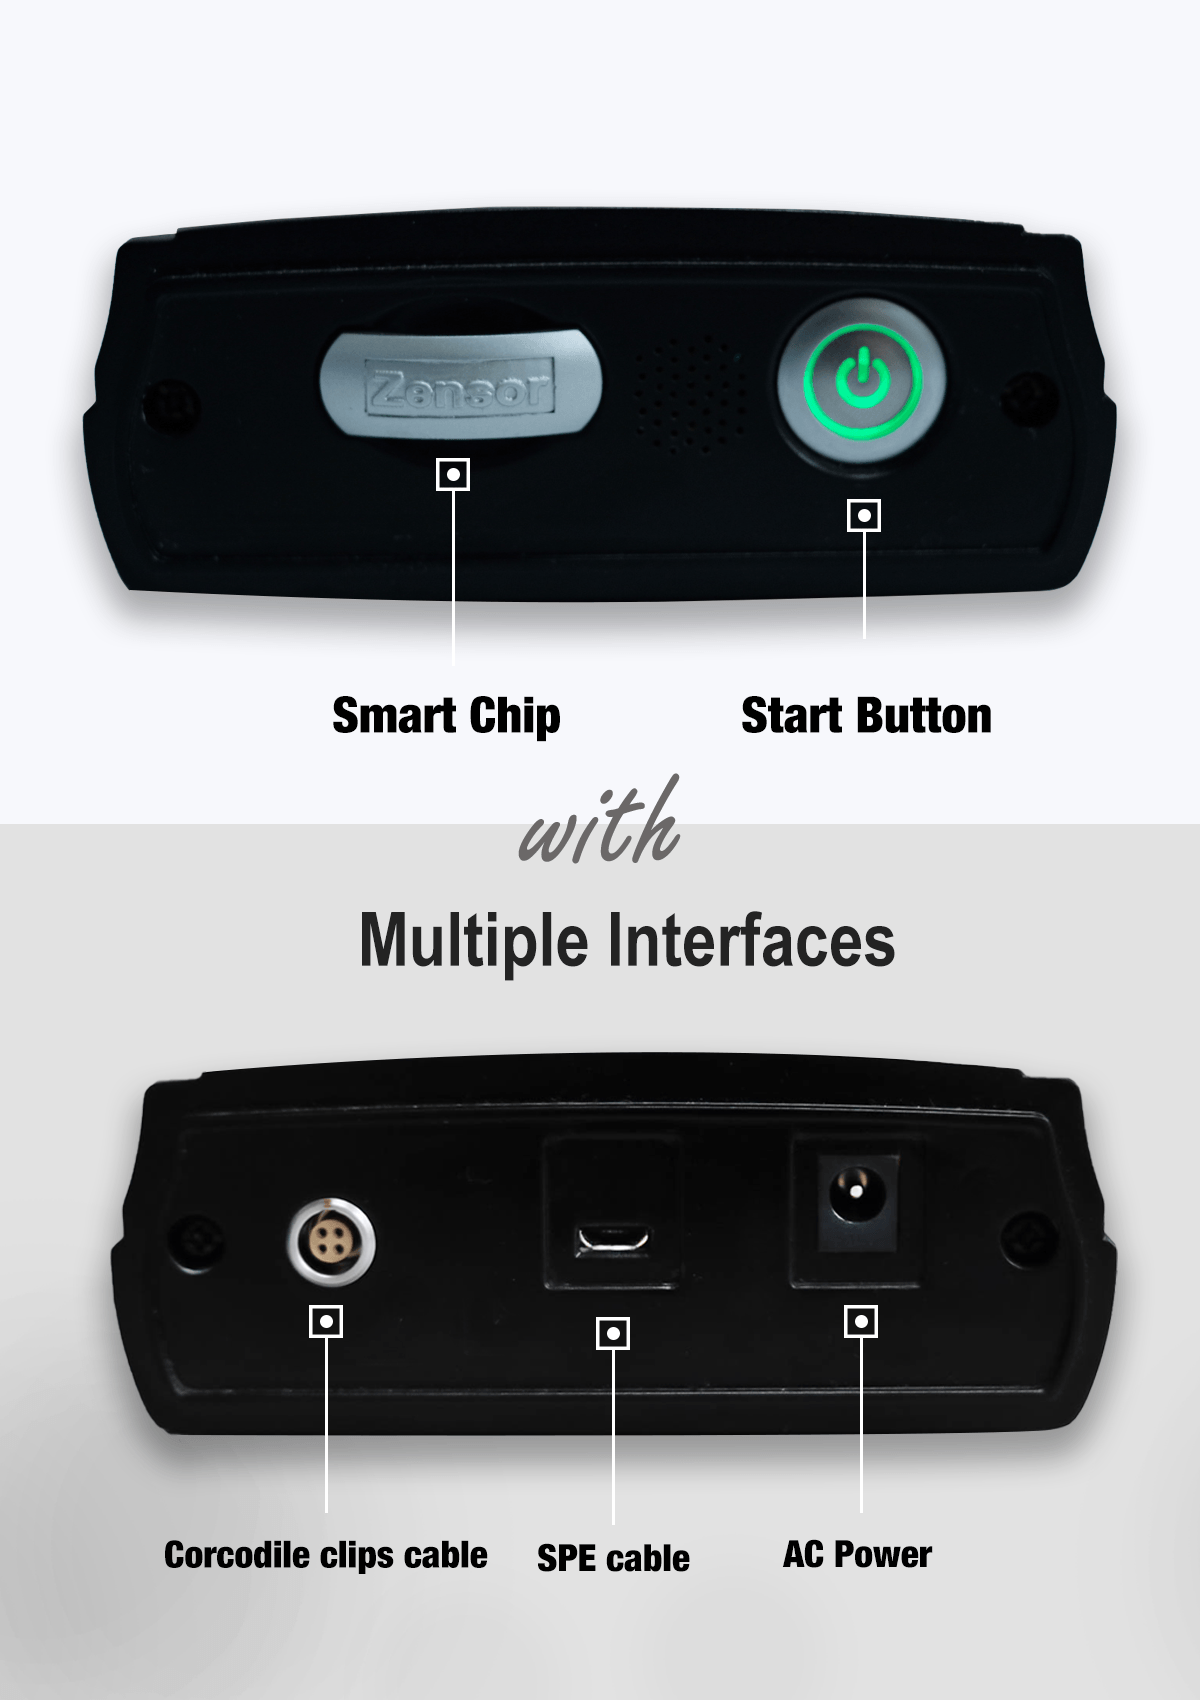 Zensor
Smart Chip
Start Button
with
Multiple Interfaces
Corcodile clips cable
SPE cable
AC Power